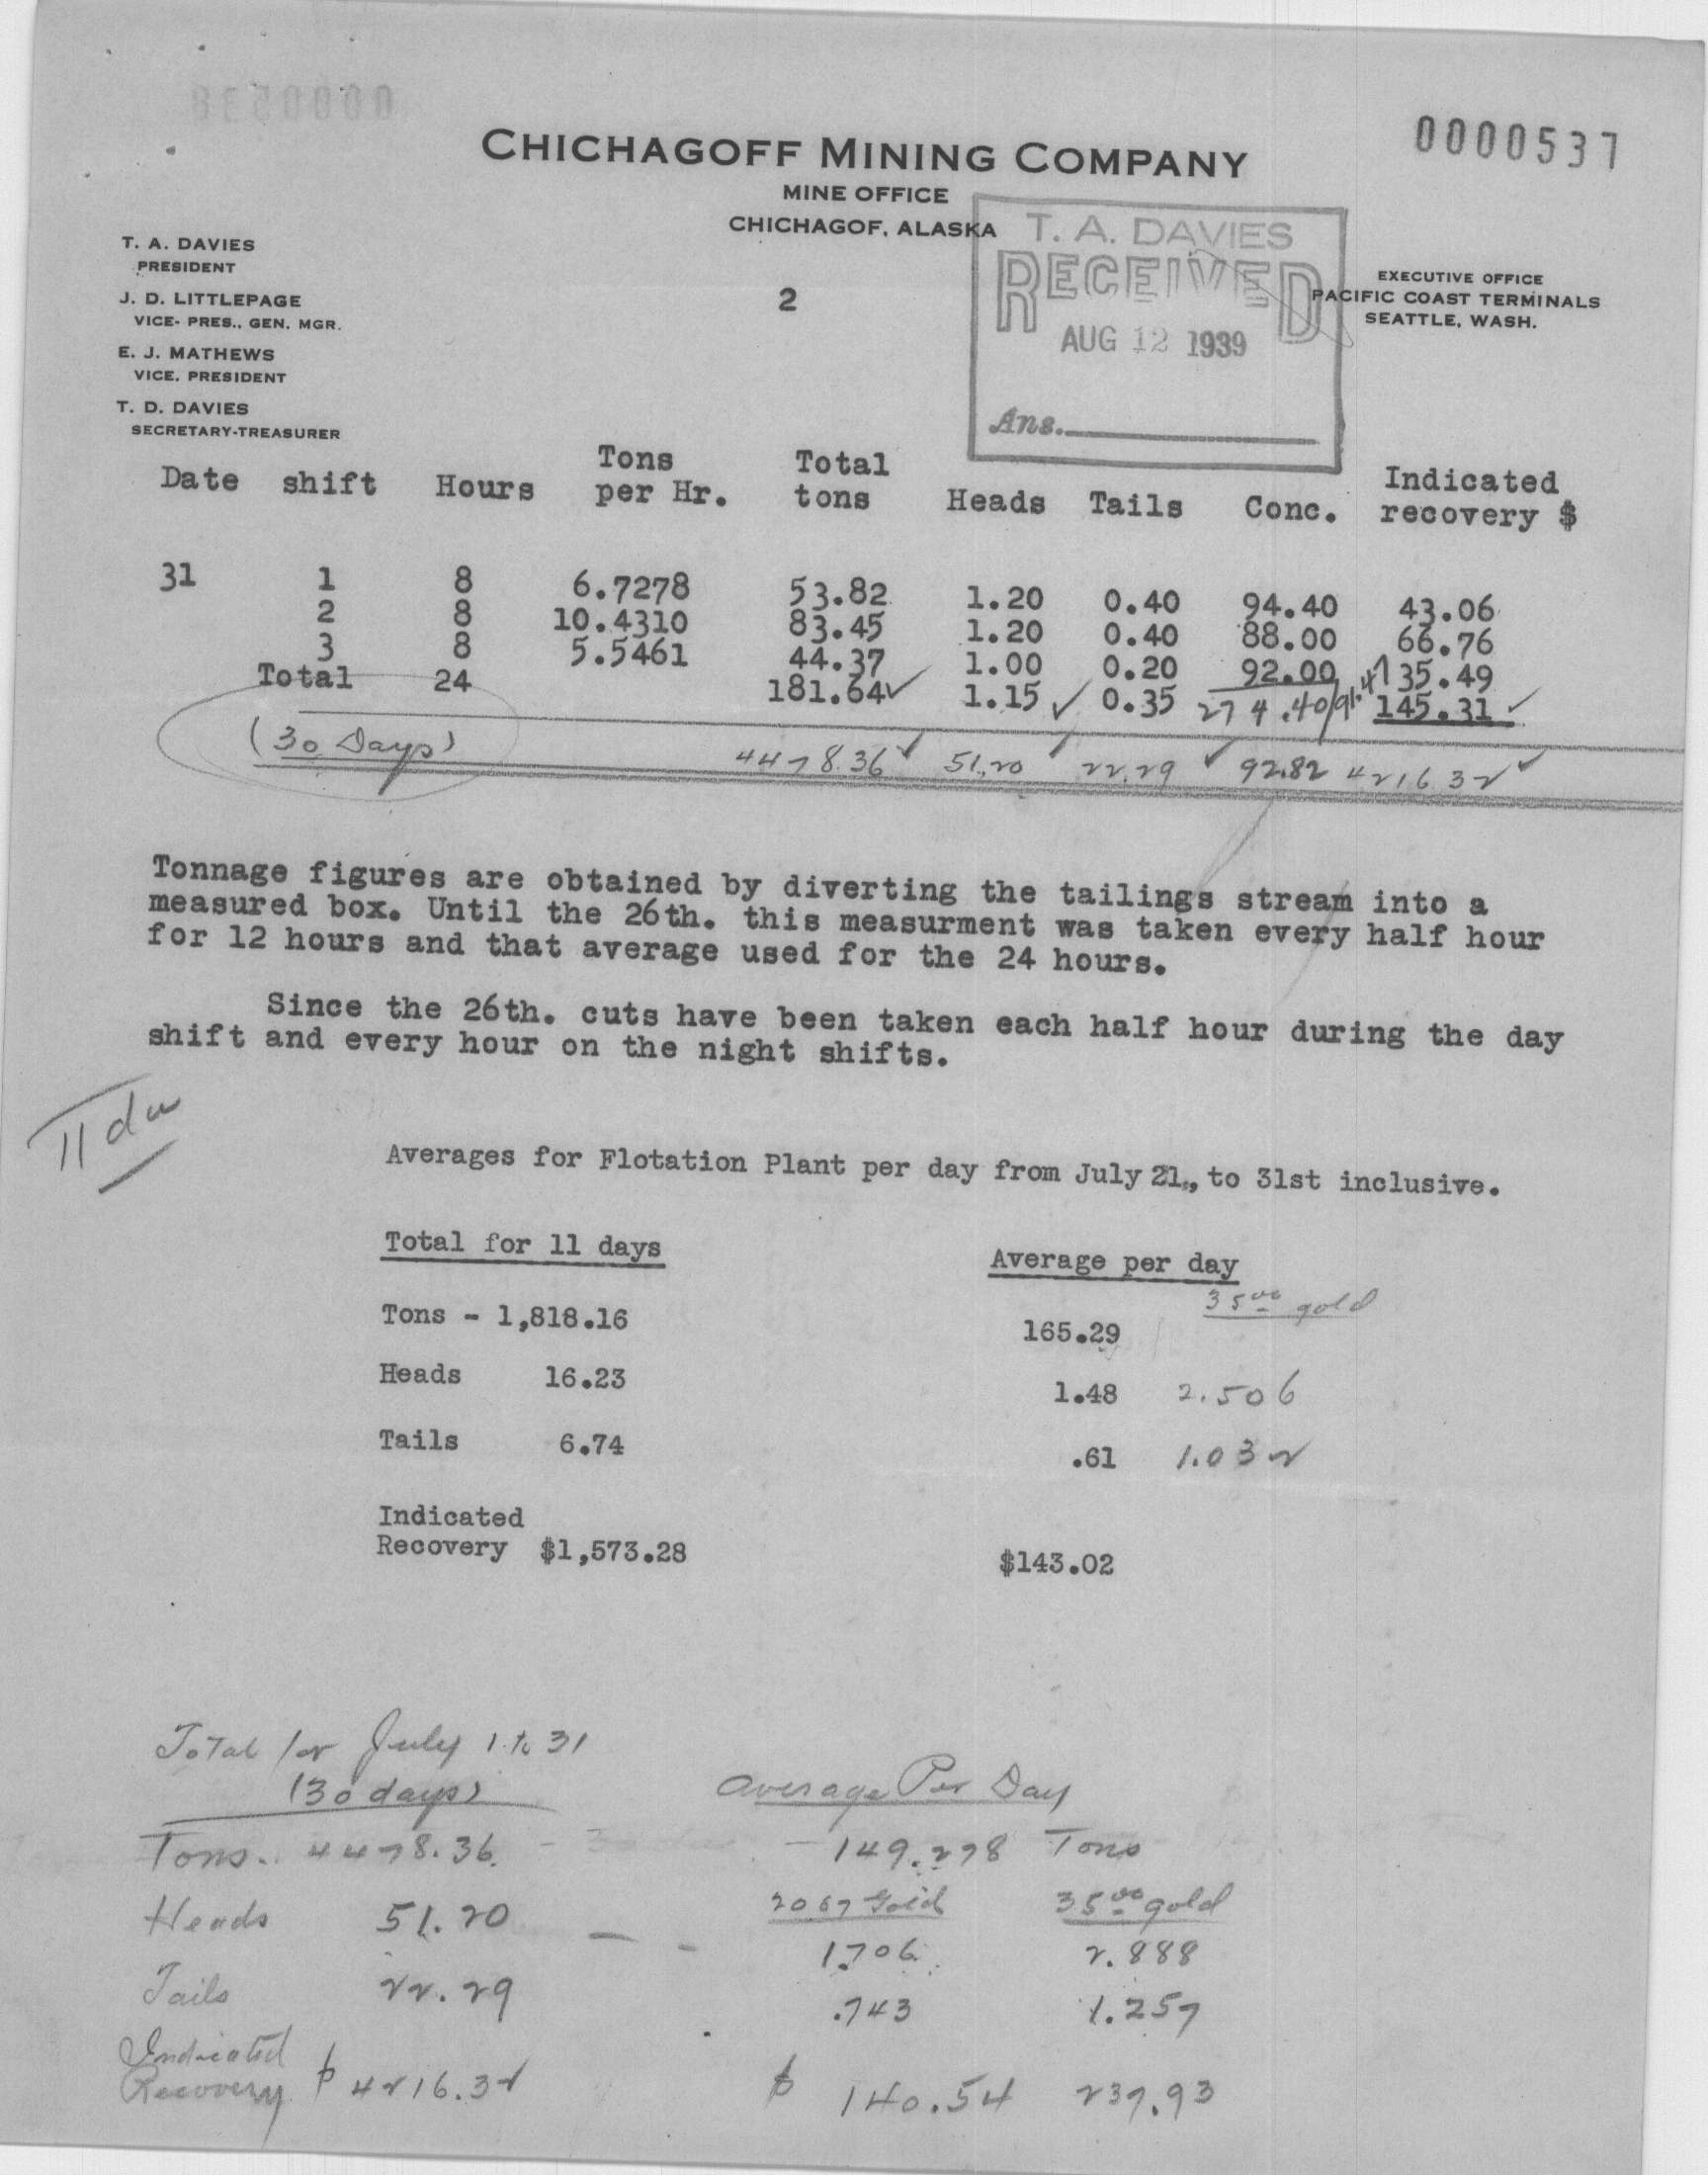 0000538
0000537
CHICHAGOFF MINING COMPANY
MINE OFFICE
CHICHAGOF, ALASKA
T. A. DAVIES
PRESIDENT
J. D. LITTLEPAGE
VICE- PRES., GEN. MGR.
E. J. MATHEWS
VICE. PRESIDENT
T. D. DAVIES
SECRETARY-TREASURER
2
T. A. DAVIES
RECEIVED
AUG 12 1939
Ans.
EXECUTIVE OFFICE
PACIFIC COAST TERMINALS
SEATTLE, WASH.
Date shift Hours Tons per Hr. Total tons Heads Tails Conc. Indicated recovery $
31 1 8 6.7278 53.82 1.20 0.40 94.40 43.06
2 8 10.4310 83.45 1.20 0.40 88.00 66.76
3 8 5.5461 44.37 1.00 0.20 92.00 35.49
Total 24 181.64✓ 1.15 ✓ 0.35 274.40/91.47 145.31 ✓
(30 Days) 4478.36 ✓ 51.20 ✓ 22.29 ✓ 92.82 4216 32 ✓
Tonnage figures are obtained by diverting the tailings stream into a
measured box. Until the 26th. this measurment was taken every half hour
for 12 hours and that average used for the 24 hours.
Since the 26th. cuts have been taken each half hour during the day
shift and every hour on the night shifts.
Averages for Flotation Plant per day from July 21, to 31st inclusive.
Total for 11 days Average per day
35 00 gold
Tons - 1,818.16 165.29
Heads 16.23 1.48 2.506
Tails 6.74 .61 1.032
Indicated
Recovery $1,573.28 $143.02
Total for July 1 to 31
(30 days) Average Per Day
Tons. 4478.36. - 149.278 Tons
2067 Gold 35 00 gold
Heads 51.20 - - 1.706 2.888
Tails 22.29 .743 1.257
Indicated
Recovery $ 4216.32 $ 140.54 237.93